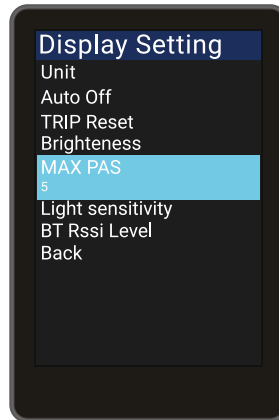 Display Setting
Unit
Auto Off
TRIP Reset
Brighteness
MAX PAS
5
Light sensitivity
BT Rssi Level
Back